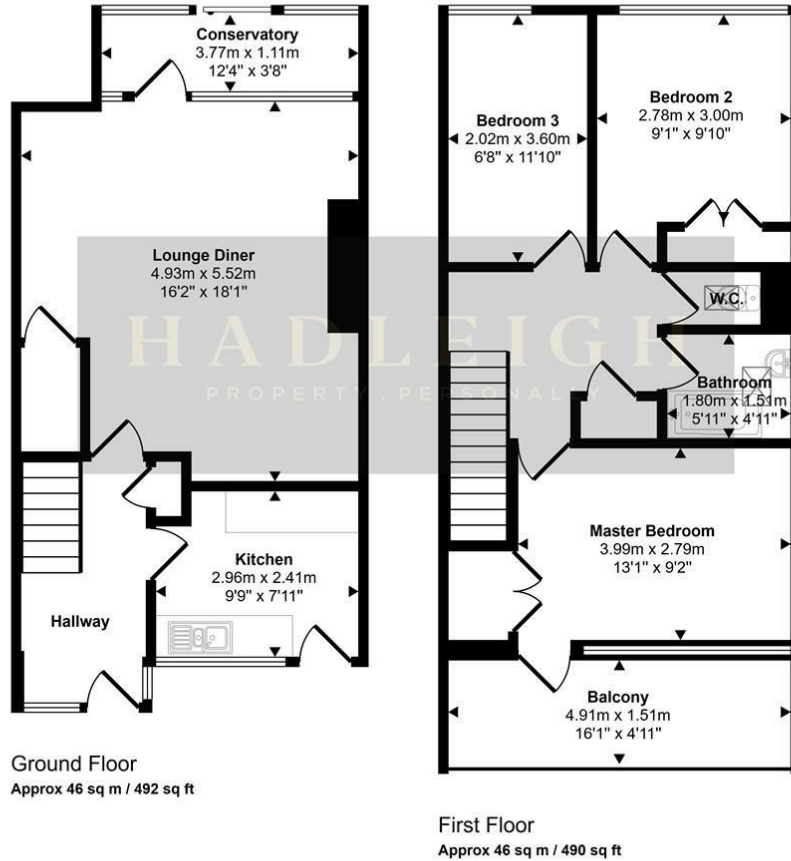 Conservatory
3.77m x 1.11m
12'4" x 3'8"
Lounge Diner
4.93m x 5.52m
16'2" x 18'1"
Kitchen
2.96m x 2.41m
9'9" x 7'11"
Hallway
Ground Floor
Approx 46 sq m / 492 sq ft
Bedroom 3
2.02m x 3.60m
6'8" x 11'10"
Bedroom 2
2.78m x 3.00m
9'1" x 9'10"
W.C.
Bathroom
1.80m x 1.51m
5'11" x 4'11"
Master Bedroom
3.99m x 2.79m
13'1" x 9'2"
Balcony
4.91m x 1.51m
16'1" x 4'11"
First Floor
Approx 46 sq m / 490 sq ft
HADLEIGH
PROPERTY . PERSONALLY